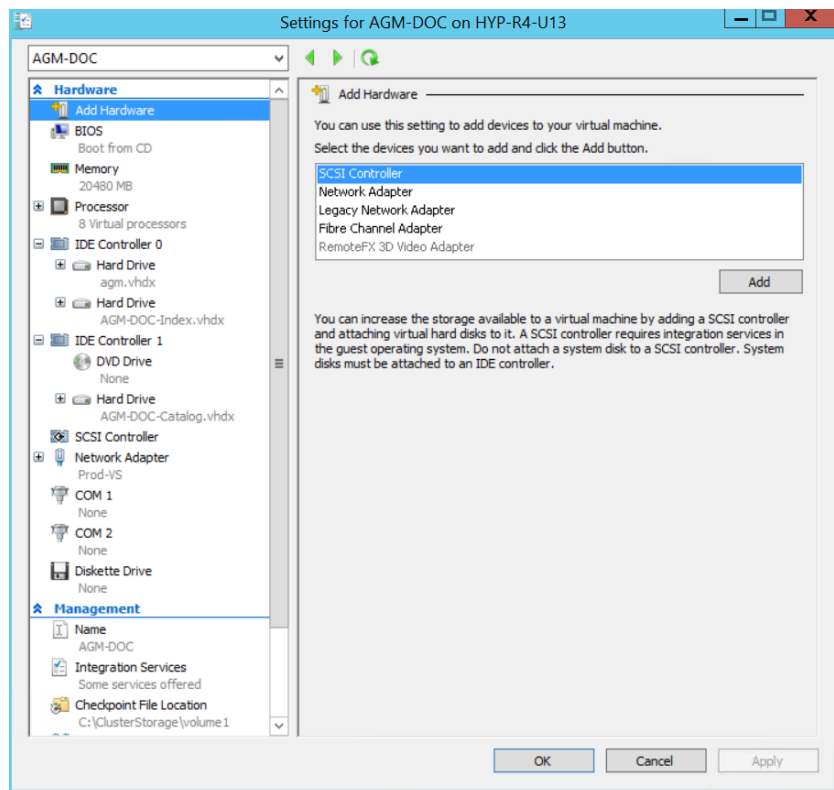 Settings for AGM-DOC on HYP-R4-U13
AGM-DOC
Hardware
Add Hardware
BIOS
Boot from CD
Memory
20480 MB
Processor
8 Virtual processors
IDE Controller 0
Hard Drive
agm.vhdx
Hard Drive
AGM-DOC-Index.vhdx
IDE Controller 1
DVD Drive
None
Hard Drive
AGM-DOC-Catalog.vhdx
SCSI Controller
Network Adapter
Prod-VS
COM 1
None
COM 2
None
Diskette Drive
None
Management
Name
AGM-DOC
Integration Services
Some services offered
Checkpoint File Location
C:\ClusterStorage\volume1
Add Hardware
You can use this setting to add devices to your virtual machine.
Select the devices you want to add and click the Add button.
SCSI Controller
Network Adapter
Legacy Network Adapter
Fibre Channel Adapter
RemoteFX 3D Video Adapter
Add
You can increase the storage available to a virtual machine by adding a SCSI controller
and attaching virtual hard disks to it. A SCSI controller requires integration services in
the guest operating system. Do not attach a system disk to a SCSI controller. System
disks must be attached to an IDE controller.
OK
Cancel
Apply